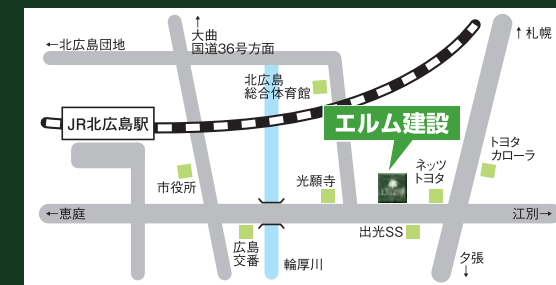 ↑
大曲
国道36号方面
↑札幌
←北広島団地
北広島
総合体育館
JR北広島駅
エルム建設
トヨタ
カローラ
ネッツ
トヨタ
光願寺
市役所
←恵庭
江別→
出光SS
広島
交番
輪厚川
夕張
↓